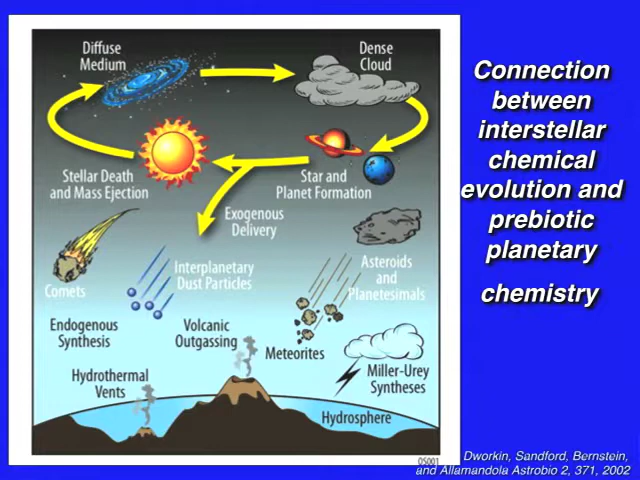 Diffuse
Medium
Dense
Cloud
Stellar Death
and Mass Ejection
Star and
Planet Formation
Exogenous
Delivery
Comets
Interplanetary
Dust Particles
Asteroids
and
Planetesimals
Endogenous
Synthesis
Volcanic
Outgassing
Meteorites
Hydrothermal
Vents
Miller-Urey
Syntheses
Hydrosphere
OS001
Connection
between
interstellar
chemical
evolution and
prebiotic
planetary
chemistry
Dworkin, Sandford, Bernstein,
and Allamandola Astrobio 2, 371, 2002